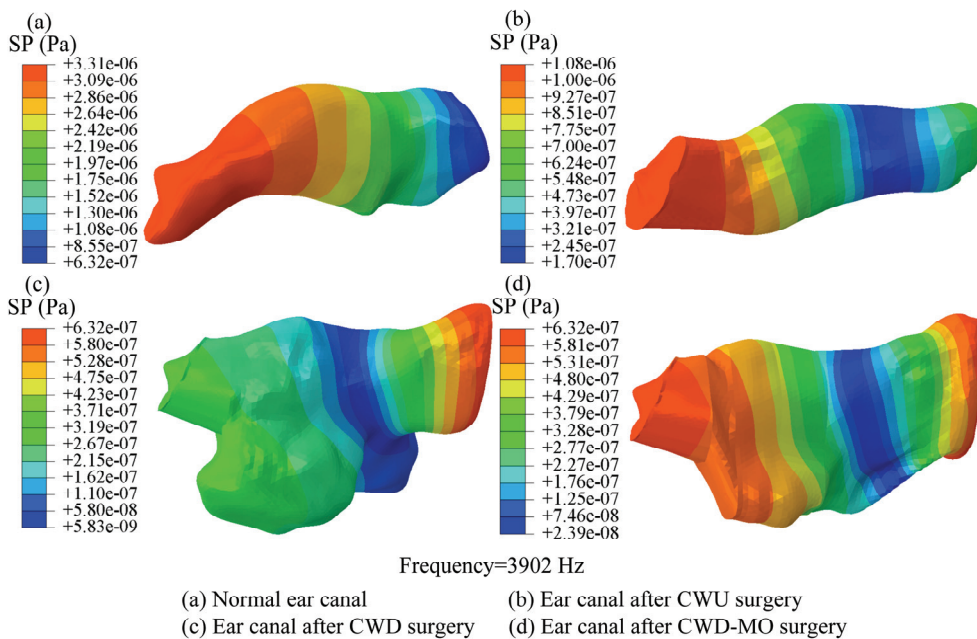 (a)
SP (Pa)
+3.31e-06
+3.09e-06
+2.86e-06
+2.64e-06
+2.42e-06
+2.19e-06
+1.97e-06
+1.75e-06
+1.52e-06
+1.30e-06
+1.08e-06
+8.55e-07
+6.32e-07
(b)
SP (Pa)
+1.08e-06
+1.00e-06
+9.27e-07
+8.51e-07
+7.75e-07
+7.00e-07
+6.24e-07
+5.48e-07
+4.73e-07
+3.97e-07
+3.21e-07
+2.45e-07
+1.70e-07
(c)
SP (Pa)
+6.32e-07
+5.80e-07
+5.28e-07
+4.75e-07
+4.23e-07
+3.71e-07
+3.19e-07
+2.67e-07
+2.15e-07
+1.62e-07
+1.10e-07
+5.80e-08
+5.83e-09
(d)
SP (Pa)
+6.32e-07
+5.81e-07
+5.31e-07
+4.80e-07
+4.29e-07
+3.79e-07
+3.28e-07
+2.77e-07
+2.27e-07
+1.76e-07
+1.25e-07
+7.46e-08
+2.39e-08
Frequency=3902 Hz
(a) Normal ear canal
(b) Ear canal after CWU surgery
(c) Ear canal after CWD surgery
(d) Ear canal after CWD-MO surgery